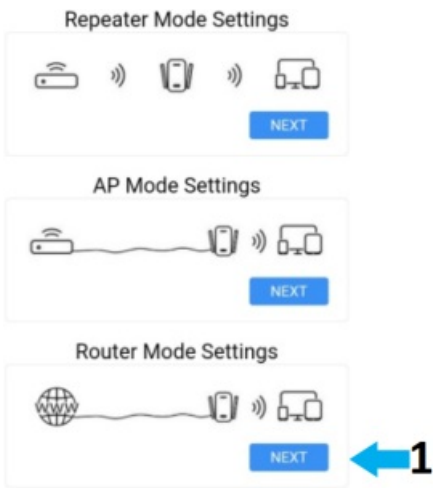 Repeater Mode Settings
NEXT
AP Mode Settings
NEXT
Router Mode Settings
WWW
NEXT 1